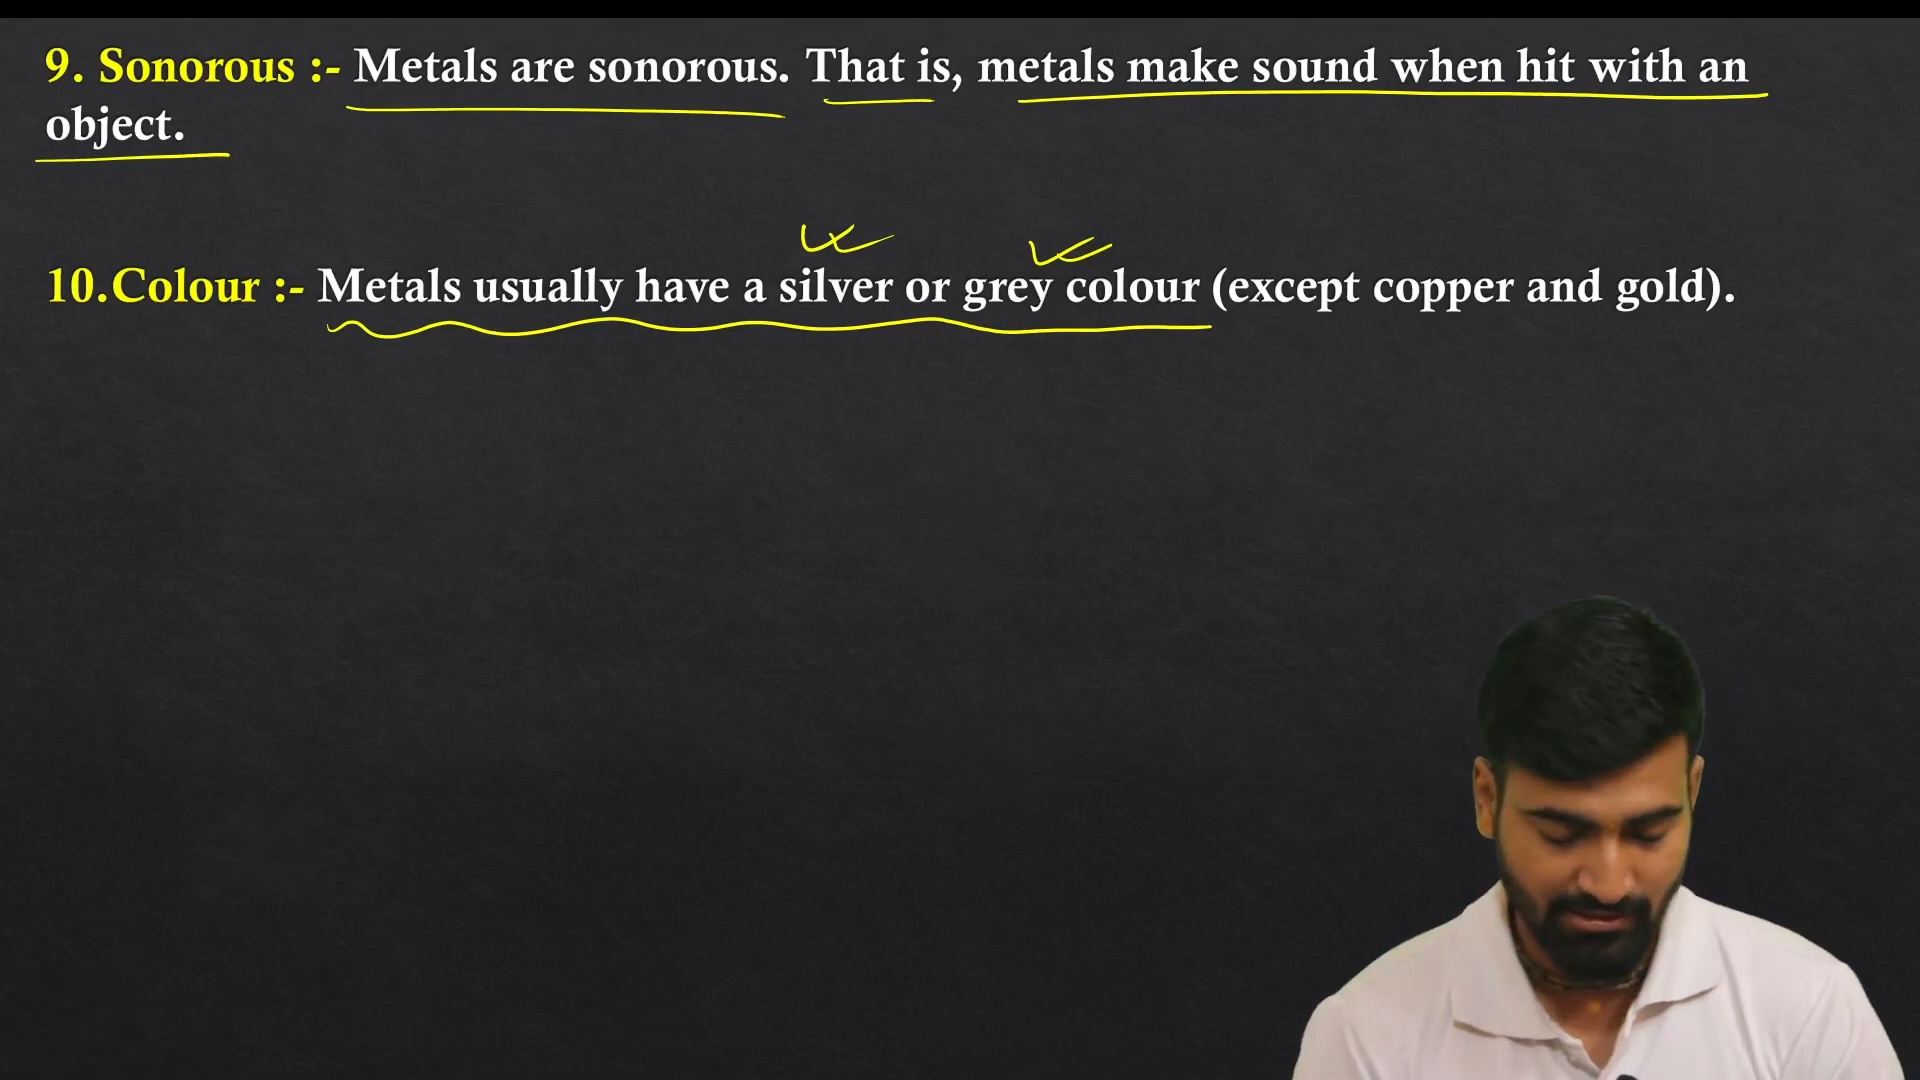 9. Sonorous :- Metals are sonorous. That is, metals make sound when hit with an
object.
10.Colour :- Metals usually have a silver or grey colour (except copper and gold).